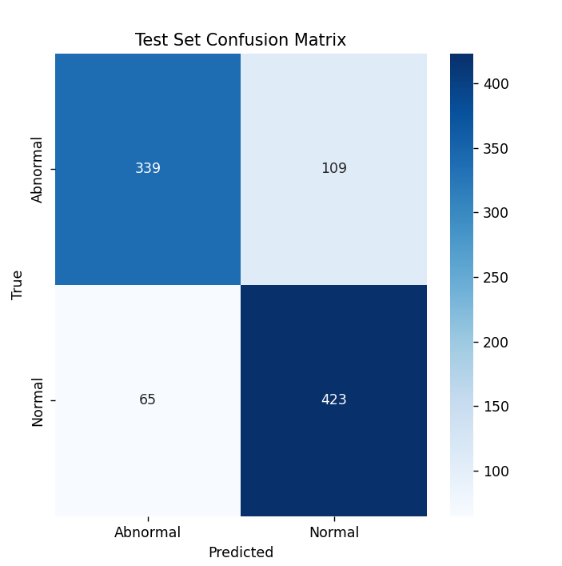 Test Set Confusion Matrix
True
Abnormal
339
109
Normal
65
423
Abnormal
Normal
Predicted
400
350
300
250
200
150
100